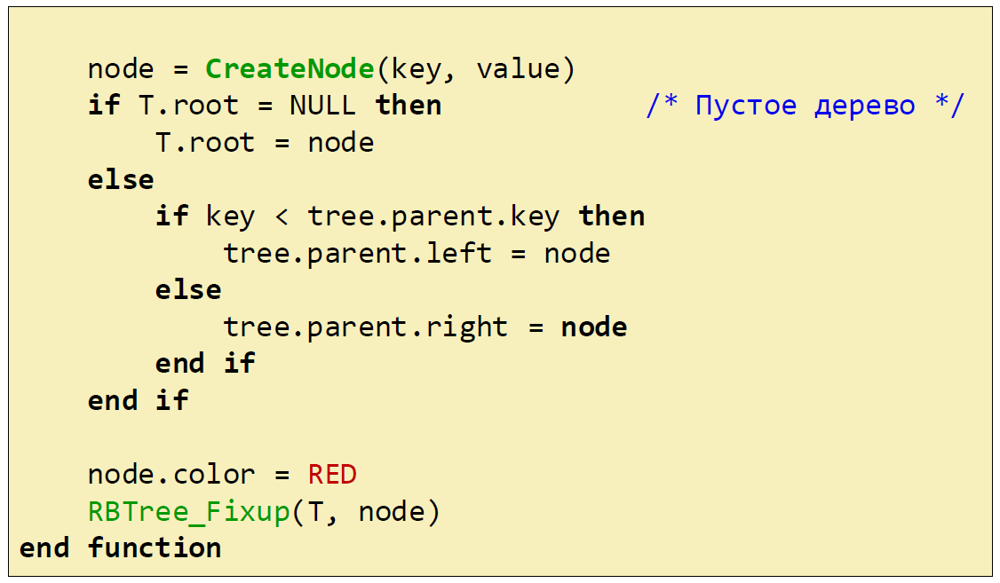 node = CreateNode(key, value)
if T.root = NULL then /* Пустое дерево */
T.root = node
else
if key < tree.parent.key then
tree.parent.left = node
else
tree.parent.right = node
end if
end if
node.color = RED
RBTree_Fixup(T, node)
end function